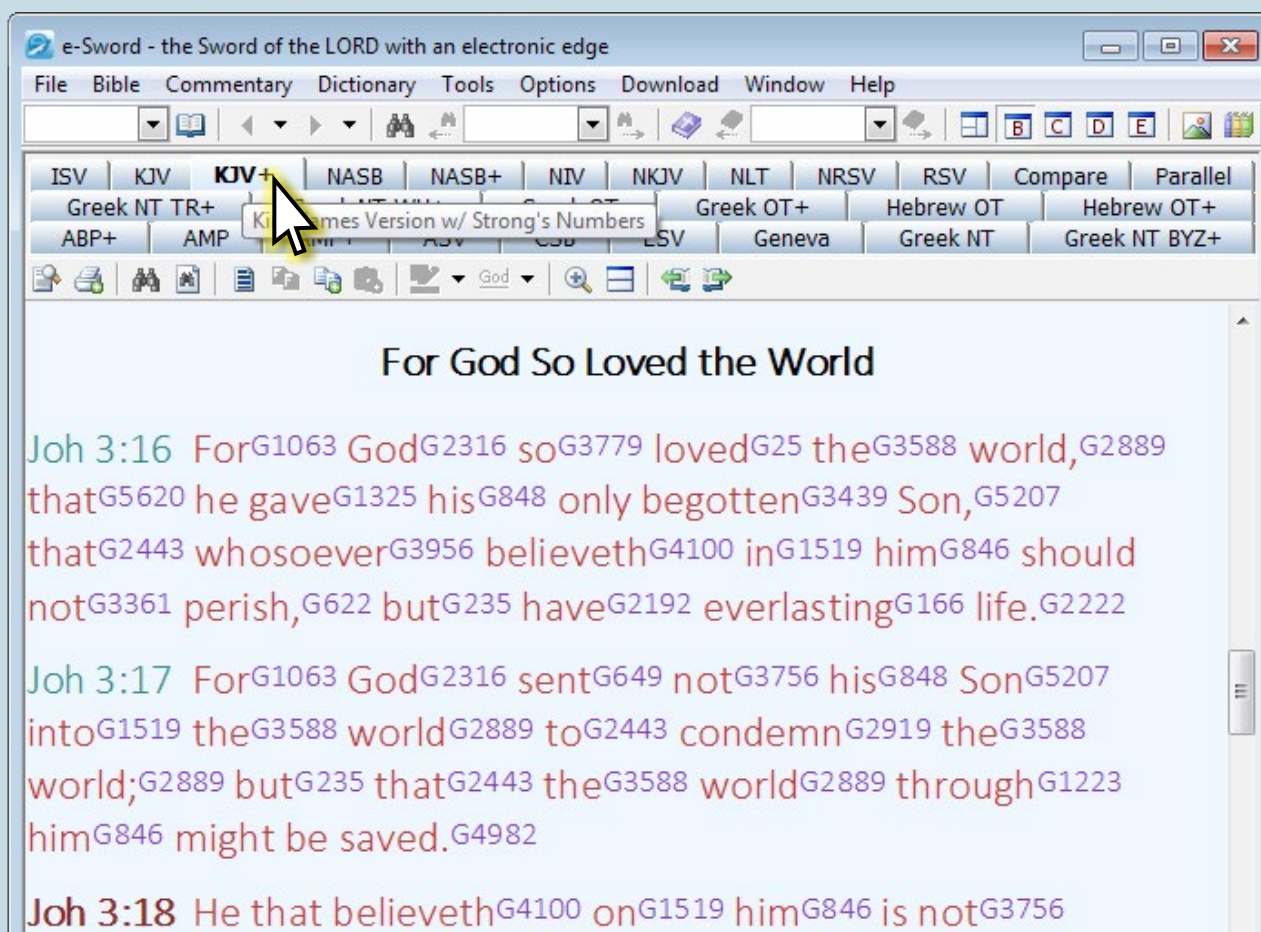 e-Sword - the Sword of the LORD with an electronic edge
File Bible Commentary Dictionary Tools Options Download Window Help
B C D E
ISV KJV KJV+ NASB NASB+ NIV NKJV NLT NRSV RSV Compare Parallel
Greek NT TR+ Greek OT+ Hebrew OT Hebrew OT+
James Version w/ Strong's Numbers
ABP+ AMP ASV CSB ESV Geneva Greek NT Greek NT BYZ+
God
For God So Loved the World
Joh 3:16 ForG1063 GodG2316 soG3779 lovedG25 theG3588 world,G2889
thatG5620 he gaveG1325 hisG848 only begottenG3439 Son,G5207
thatG2443 whosoeverG3956 believethG4100 inG1519 himG846 should
notG3361 perish,G622 butG235 haveG2192 everlastingG166 life.G2222
Joh 3:17 ForG1063 GodG2316 sentG649 notG3756 hisG848 SonG5207
intoG1519 theG3588 worldG2889 toG2443 condemnG2919 theG3588
world;G2889 butG235 thatG2443 theG3588 worldG2889 throughG1223
himG846 might be saved.G4982
Joh 3:18 He that believethG4100 onG1519 himG846 is notG3756